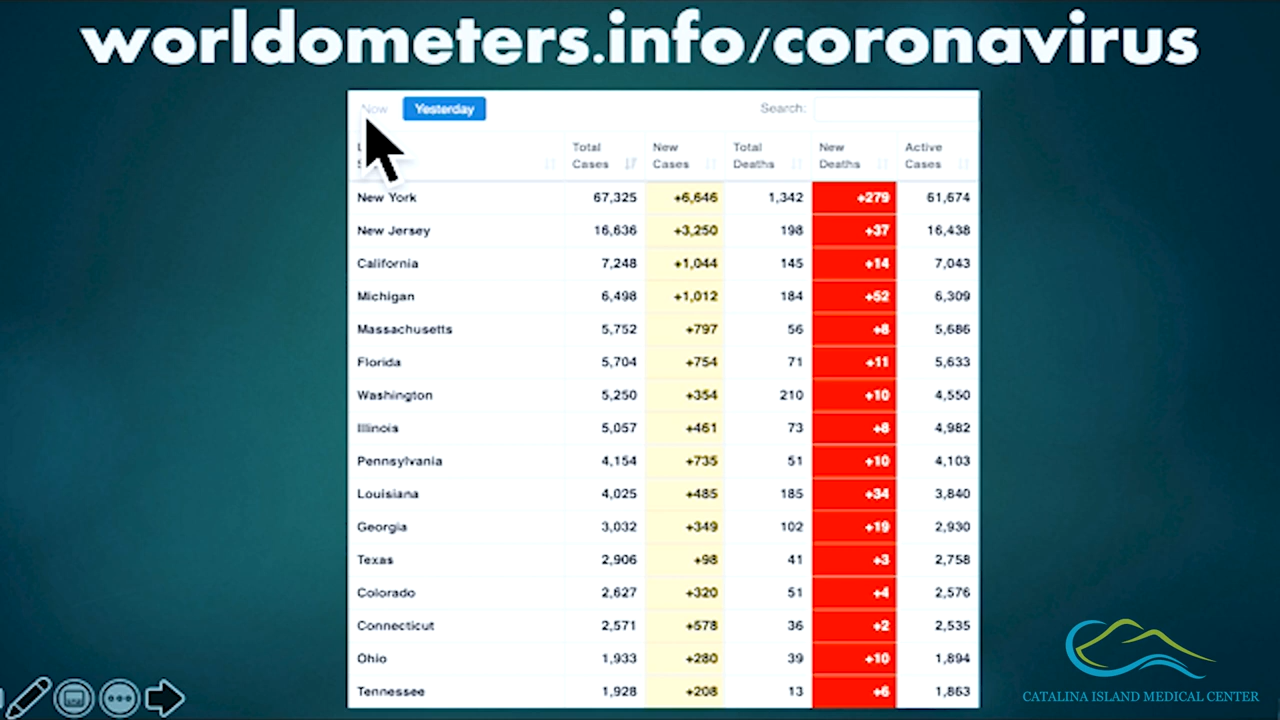 worldometers.info/coronavirus
Now Yesterday Search:
Total Cases New Cases Total Deaths New Deaths Active Cases
New York 67,325 +6,646 1,342 +279 61,674
New Jersey 16,636 +3,250 198 +37 16,438
California 7,248 +1,044 145 +14 7,043
Michigan 6,498 +1,012 184 +52 6,309
Massachusetts 5,752 +797 56 +8 5,686
Florida 5,704 +754 71 +11 5,633
Washington 5,250 +354 210 +10 4,550
Illinois 5,057 +461 73 +8 4,982
Pennsylvania 4,154 +735 51 +10 4,103
Louisiana 4,025 +485 185 +34 3,840
Georgia 3,032 +349 102 +19 2,930
Texas 2,906 +98 41 +3 2,758
Colorado 2,627 +320 51 +4 2,576
Connecticut 2,571 +578 36 +2 2,535
Ohio 1,933 +280 39 +10 1,894
Tennessee 1,928 +208 13 +6 1,863
CATALINA ISLAND MEDICAL CENTER